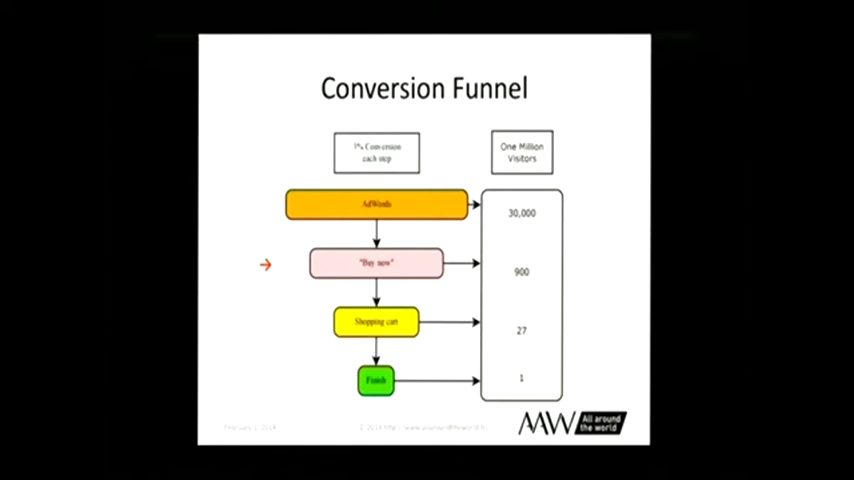 Conversion Funnel
3% Conversion
each step
One Million
Visitors
AdWords
30,000
"Buy now"
900
Shopping cart
27
Finish
1
AAW
All around
the world